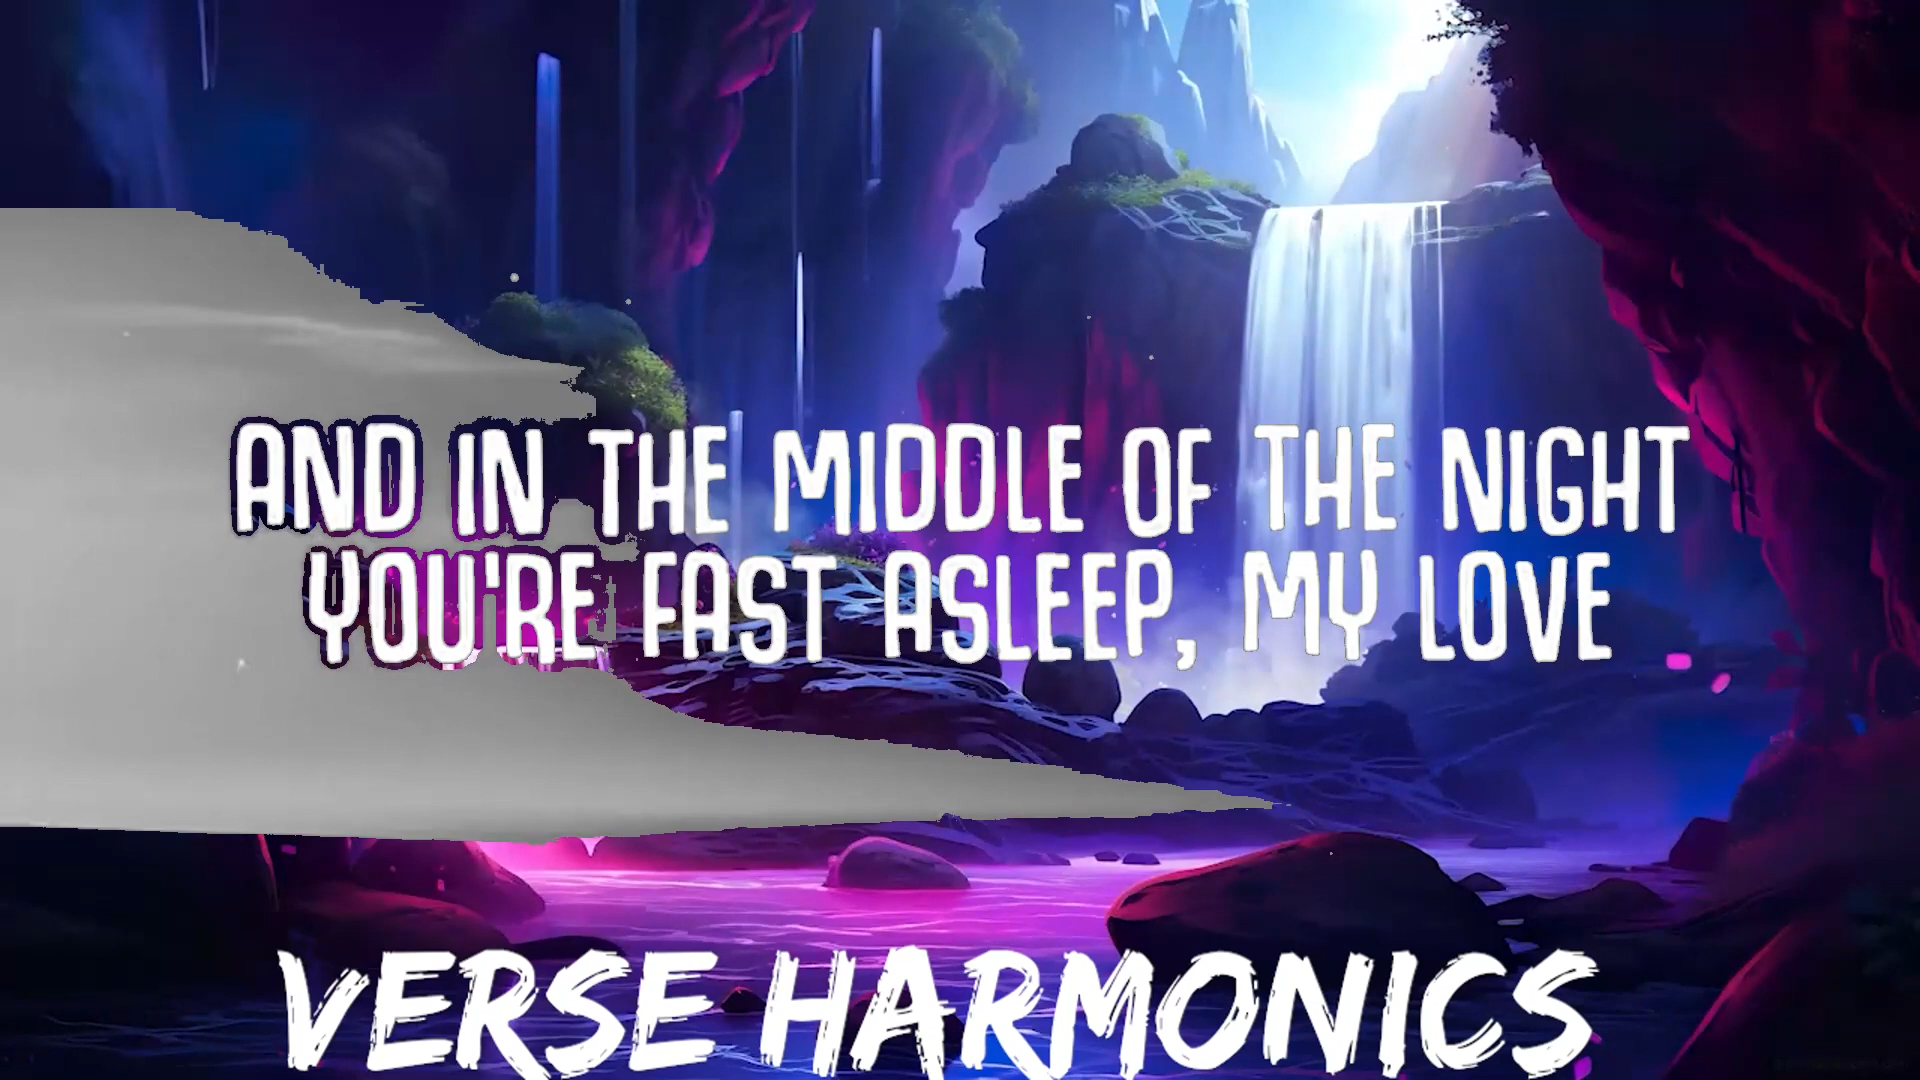 AND IN THE MIDDLE OF THE NIGHT
YOU'RE FAST ASLEEP, MY LOVE
VERSE HARMONICS